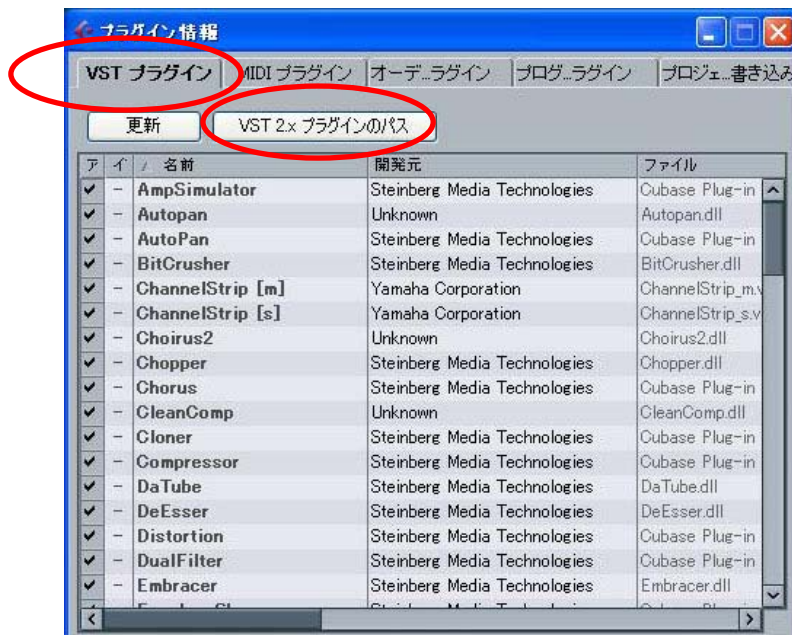 プラグイン情報
VST プラグイン MIDI プラグイン オーデ...ラグイン プログ...ラグイン プロジェ...書き込み
更新 VST 2.x プラグインのパス
ア イ / 名前 開発元 ファイル
AmpSimulator Steinberg Media Technologies Cubase Plug-in
Autopan Unknown Autopan.dll
AutoPan Steinberg Media Technologies Cubase Plug-in
BitCrusher Steinberg Media Technologies BitCrusher.dll
ChannelStrip [m] Yamaha Corporation ChannelStrip_m.v
ChannelStrip [s] Yamaha Corporation ChannelStrip_s.v
Choirus2 Unknown Choirus2.dll
Chopper Steinberg Media Technologies Chopper.dll
Chorus Steinberg Media Technologies Cubase Plug-in
CleanComp Unknown CleanComp.dll
Cloner Steinberg Media Technologies Cubase Plug-in
Compressor Steinberg Media Technologies Cubase Plug-in
DaTube Steinberg Media Technologies DaTube.dll
DeEsser Steinberg Media Technologies DeEsser.dll
Distortion Steinberg Media Technologies Cubase Plug-in
DualFilter Steinberg Media Technologies Cubase Plug-in
Embracer Steinberg Media Technologies Embracer.dll